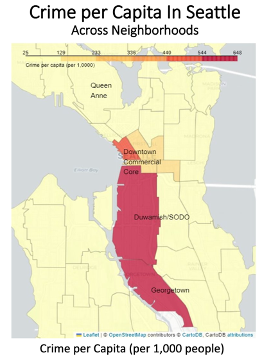 Crime per Capita In Seattle
Across Neighborhoods
25 129 233 336 440 544 648
Crime per capita (per 1,0000)
Queen
Anne
Downtown
Commercial
Core
Duwamish/SODO
Georgetown
Leaflet | © OpenStreetMap contributors © CartoDB, CartoDB attributions
Crime per Capita (per 1,000 people)